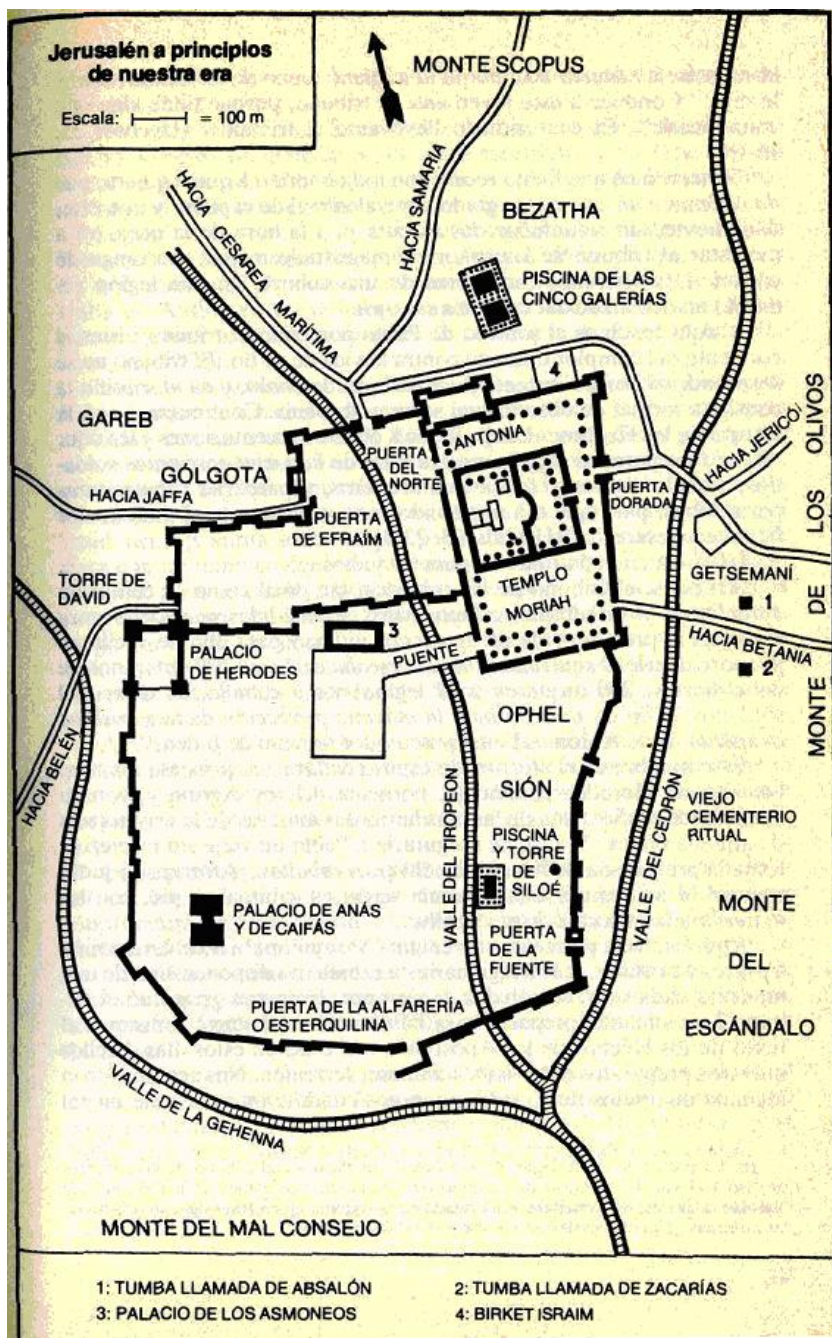 Jerusalén a principios
de nuestra era
Escala: = 100 m
MONTE SCOPUS
HACIA CESAREA MARÍTIMA
HACIA SAMARIA
BEZATHA
PISCINA DE LAS
CINCO GALERÍAS
GAREB
GÓLGOTA
HACIA JAFFA
PUERTA
DEL
NORTE
4
ANTONIA
HACIA JERICÓ
PUERTA
DORADA
MONTE DE LOS OLIVOS
PUERTA
DE EFRAÍM
TORRE DE
DAVID
TEMPLO
MORIAH
GETSEMANÍ
1
HACIA BETANIA
2
PALACIO
DE HERODES
3
PUENTE
OPHEL
HACIA BELÉN
SIÓN
VALLE DEL TIROPEON
VALLE DEL CEDRÓN
VIEJO
CEMENTERIO
RITUAL
PISCINA
Y TORRE
DE
SILOÉ
PALACIO DE ANÁS
Y DE CAIFÁS
PUERTA
DE LA
FUENTE
MONTE
DEL
ESCÁNDALO
PUERTA DE LA ALFARERÍA
O ESTERQUILINA
VALLE DE LA GEHENNA
MONTE DEL MAL CONSEJO
1: TUMBA LLAMADA DE ABSALÓN
2: TUMBA LLAMADA DE ZACARÍAS
3: PALACIO DE LOS ASMONEOS
4: BIRKET ISRAIM